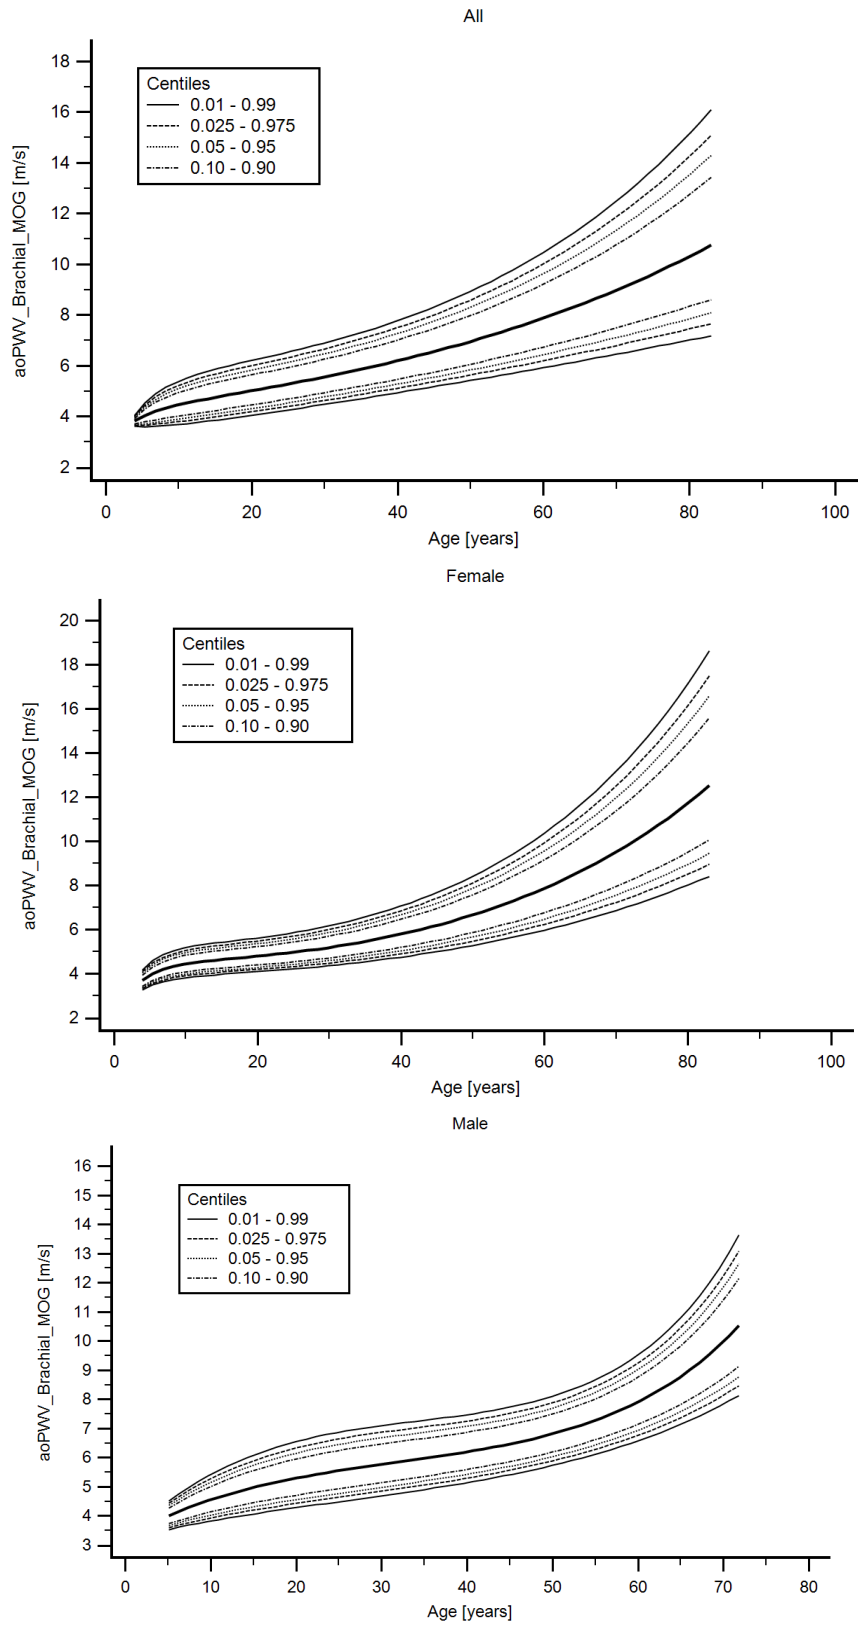 All
18
16
14
12
10
8
6
4
2
aoPWV_Brachial_MOG [m/s]
Centiles
0.01 - 0.99
0.025 - 0.975
0.05 - 0.95
0.10 - 0.90
0 20 40 60 80 100
Age [years]
Female
20
18
16
14
12
10
8
6
4
2
aoPWV_Brachial_MOG [m/s]
Centiles
0.01 - 0.99
0.025 - 0.975
0.05 - 0.95
0.10 - 0.90
0 20 40 60 80 100
Age [years]
Male
16
15
14
13
12
11
10
9
8
7
6
5
4
3
aoPWV_Brachial_MOG [m/s]
Centiles
0.01 - 0.99
0.025 - 0.975
0.05 - 0.95
0.10 - 0.90
0 10 20 30 40 50 60 70 80
Age [years]